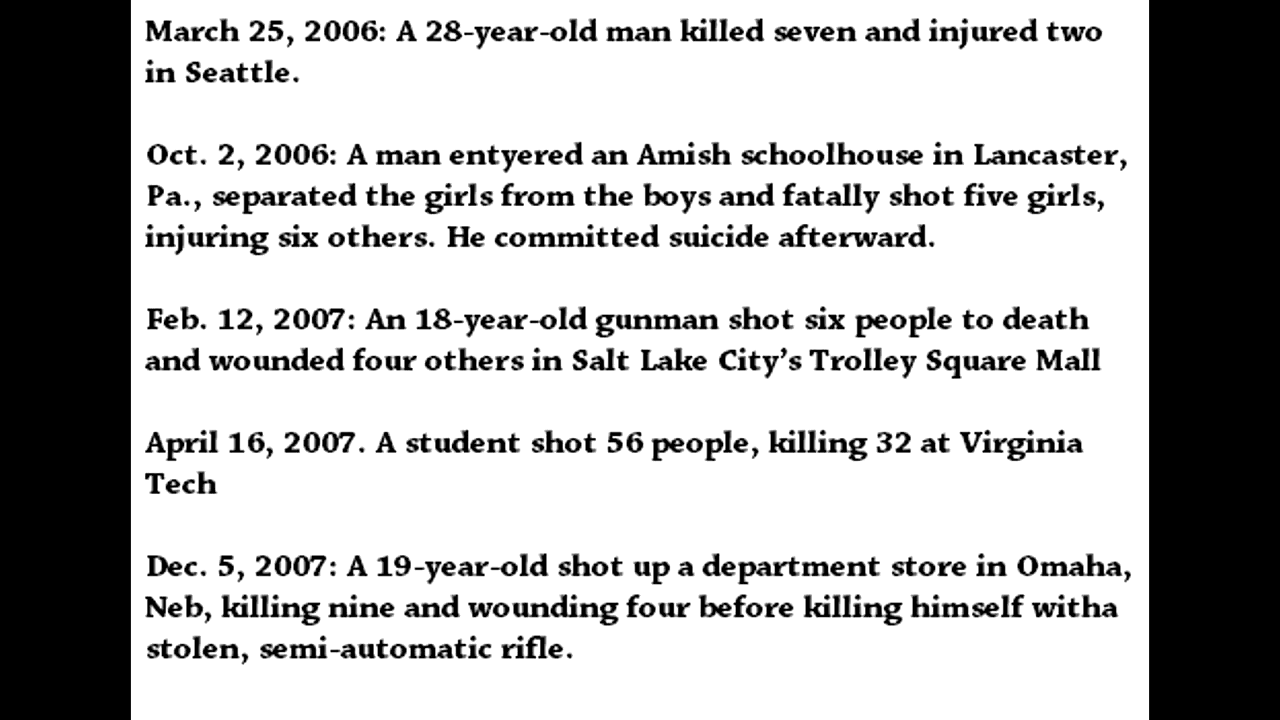 March 25, 2006: A 28-year-old man killed seven and injured two
in Seattle.
Oct. 2, 2006: A man entyered an Amish schoolhouse in Lancaster,
Pa., separated the girls from the boys and fatally shot five girls,
injuring six others. He committed suicide afterward.
Feb. 12, 2007: An 18-year-old gunman shot six people to death
and wounded four others in Salt Lake City’s Trolley Square Mall
April 16, 2007. A student shot 56 people, killing 32 at Virginia
Tech
Dec. 5, 2007: A 19-year-old shot up a department store in Omaha,
Neb, killing nine and wounding four before killing himself witha
stolen, semi-automatic rifle.